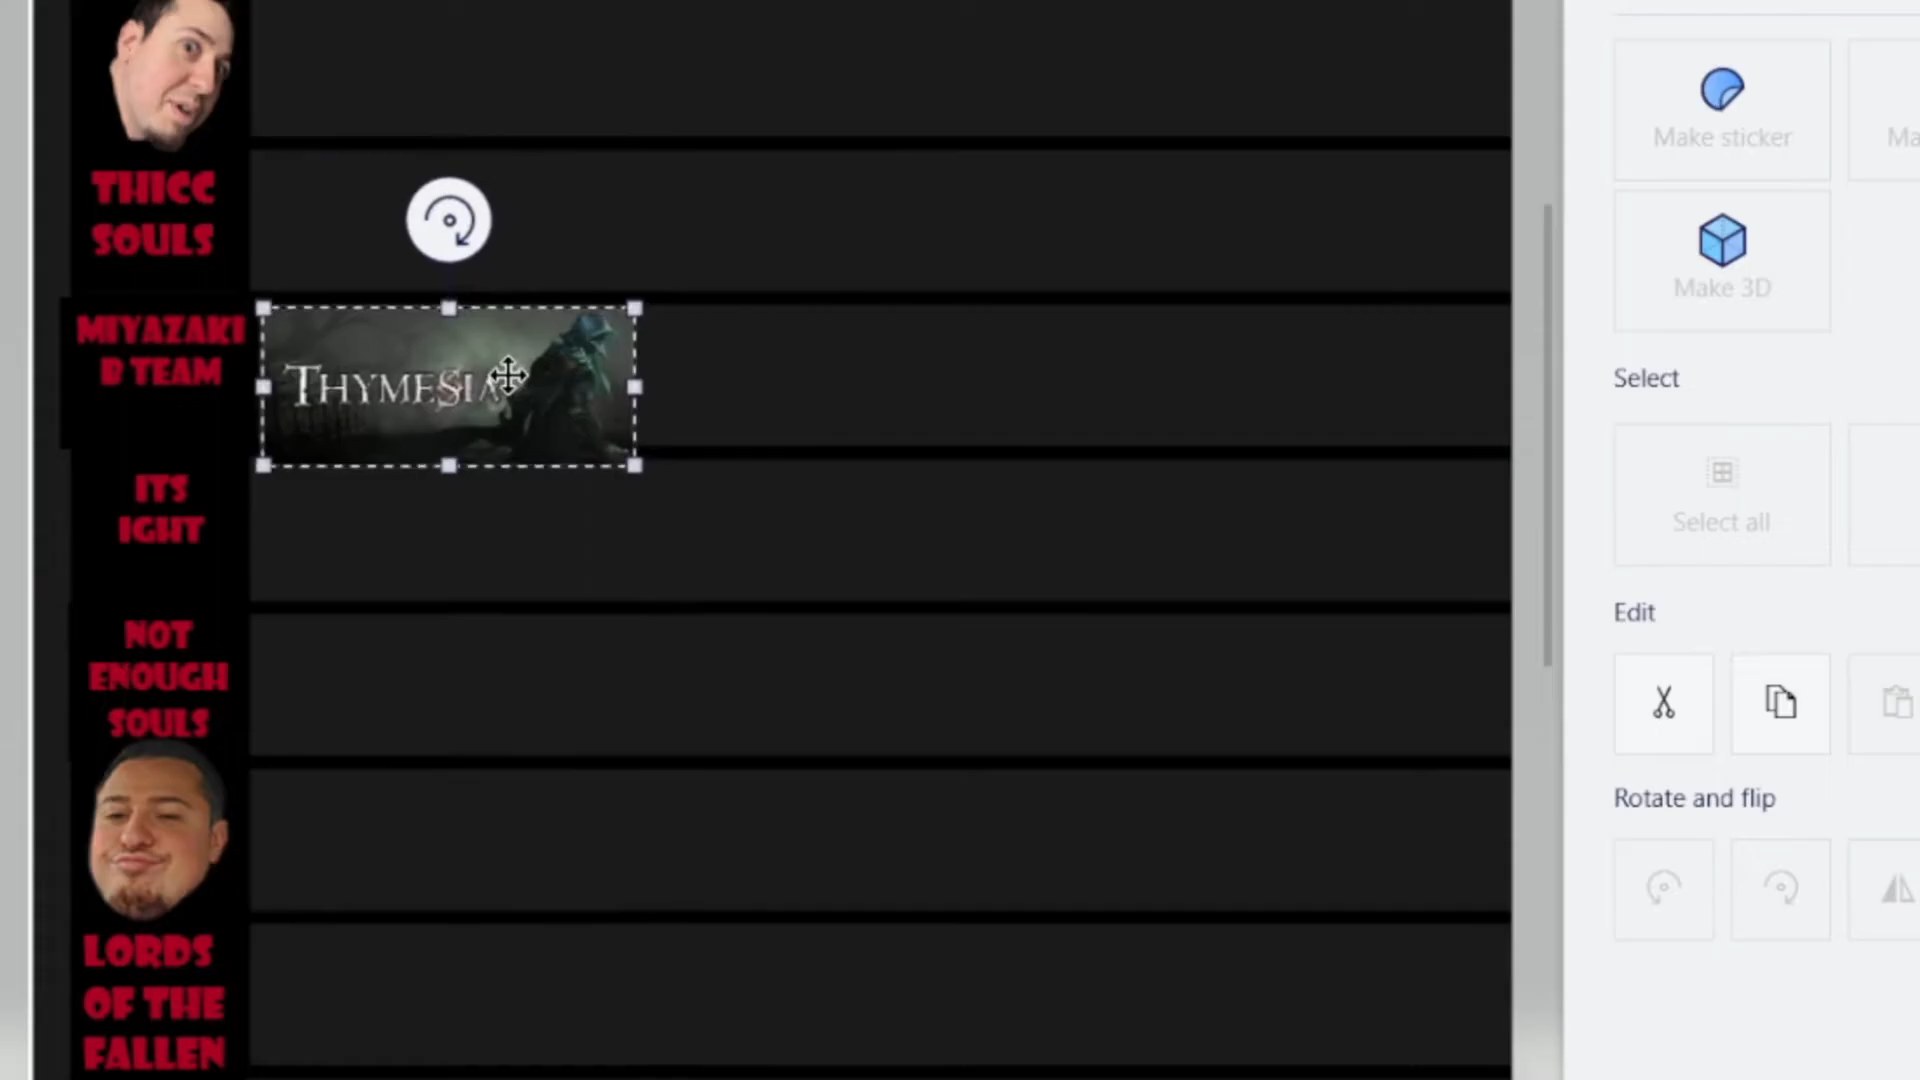 Make sticker
Ma
THICC
SOULS
Make 3D
MIYAZAKI
B TEAM
THYMESIA
Select
ITS
IGHT
Select all
Edit
NOT
ENOUGH
SOULS
Rotate and flip
LORDS
OF THE
FALLEN